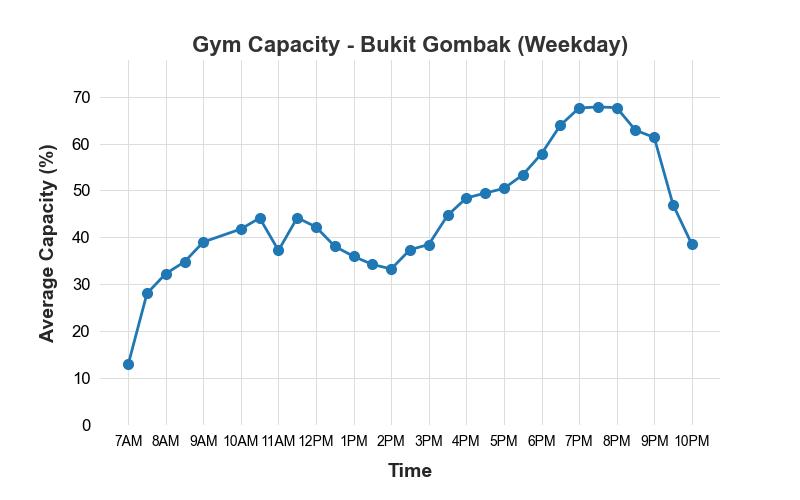 Gym Capacity - Bukit Gombak (Weekday)
Average Capacity (%)
70
60
50
40
30
20
10
0
7AM 8AM 9AM 10AM 11AM 12PM 1PM 2PM 3PM 4PM 5PM 6PM 7PM 8PM 9PM 10PM
Time